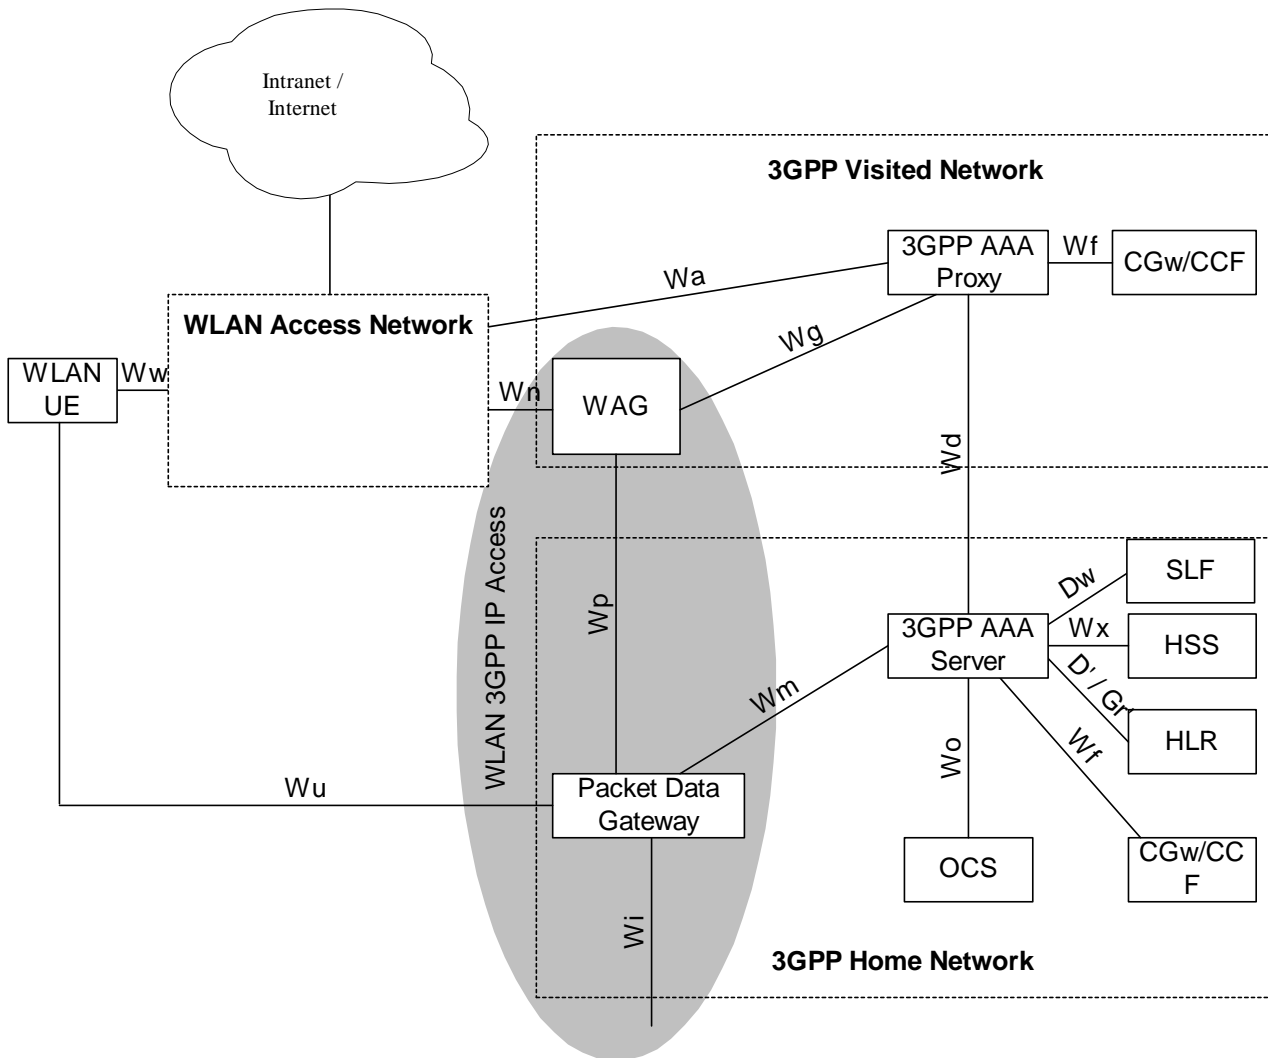 Intranet /
Internet
3GPP Visited Network
3GPP AAA
Proxy
Wf
CGw/CCF
Wa
WLAN Access Network
Wg
WLAN
UE
Ww
Wn
WAG
Wd
WLAN 3GPP IP Access
Wp
SLF
Dw
3GPP AAA
Server
Wx
HSS
D' / Gr'
HLR
Wm
Wo
Wf
Wu
Packet Data
Gateway
OCS
CGw/CC
F
Wi
3GPP Home Network